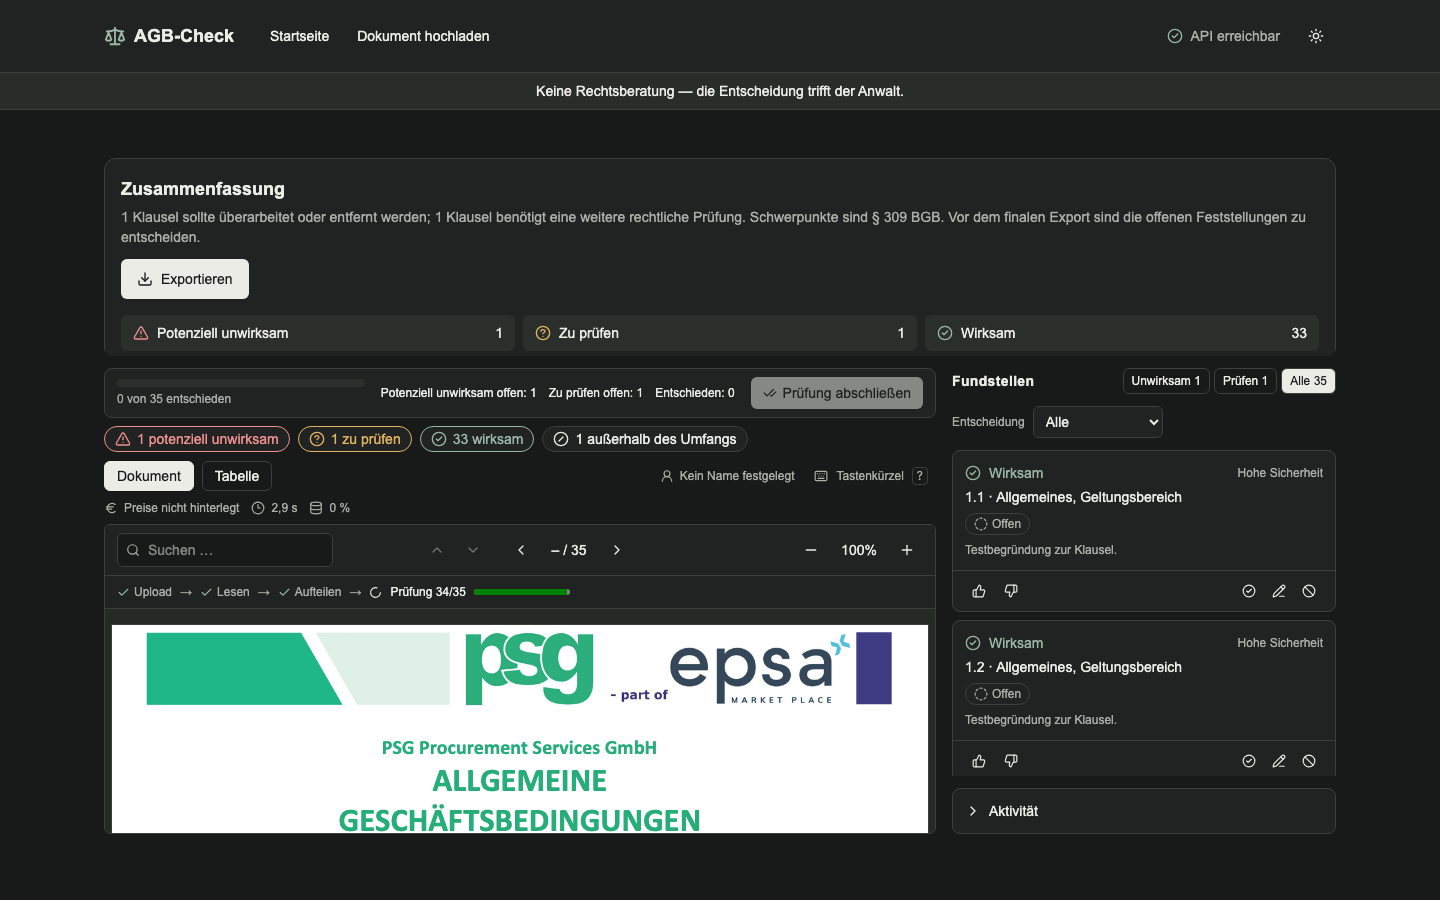 AGB-Check
Startseite
Dokument hochladen
API erreichbar
Keine Rechtsberatung — die Entscheidung trifft der Anwalt.
Zusammenfassung
1 Klausel sollte überarbeitet oder entfernt werden; 1 Klausel benötigt eine weitere rechtliche Prüfung. Schwerpunkte sind § 309 BGB. Vor dem finalen Export sind die offenen Feststellungen zu
entscheiden.
Exportieren
Potenziell unwirksam 1
Zu prüfen 1
Wirksam 33
0 von 35 entschieden
Potenziell unwirksam offen: 1
Zu prüfen offen: 1
Entschieden: 0
Prüfung abschließen
1 potenziell unwirksam
1 zu prüfen
33 wirksam
1 außerhalb des Umfangs
Dokument
Tabelle
Kein Name festgelegt
Tastenkürzel ?
€ Preise nicht hinterlegt
2,9 s
0 %
Suchen …
– / 35
100%
Upload → Lesen → Aufteilen → Prüfung 34/35
psg
- part of
epsa
MARKET PLACE
PSG Procurement Services GmbH
ALLGEMEINE
GESCHÄFTSBEDINGUNGEN
Fundstellen
Unwirksam 1
Prüfen 1
Alle 35
Entscheidung
Alle
Wirksam
Hohe Sicherheit
1.1 · Allgemeines, Geltungsbereich
Offen
Testbegründung zur Klausel.
Wirksam
Hohe Sicherheit
1.2 · Allgemeines, Geltungsbereich
Offen
Testbegründung zur Klausel.
Aktivität